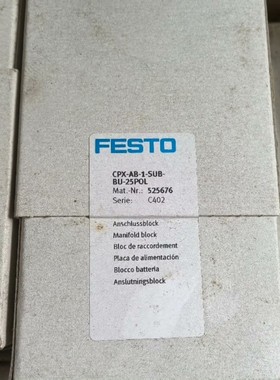 FESTO
CPX-AB-1-SUB-
BU-25POL
Mat.-Nr.: 525676
Serie: C402
Anschlussblock
Manifold block
Bloc de raccordement
Placa de alimentación
Blocco batteria
Anslutningsblock